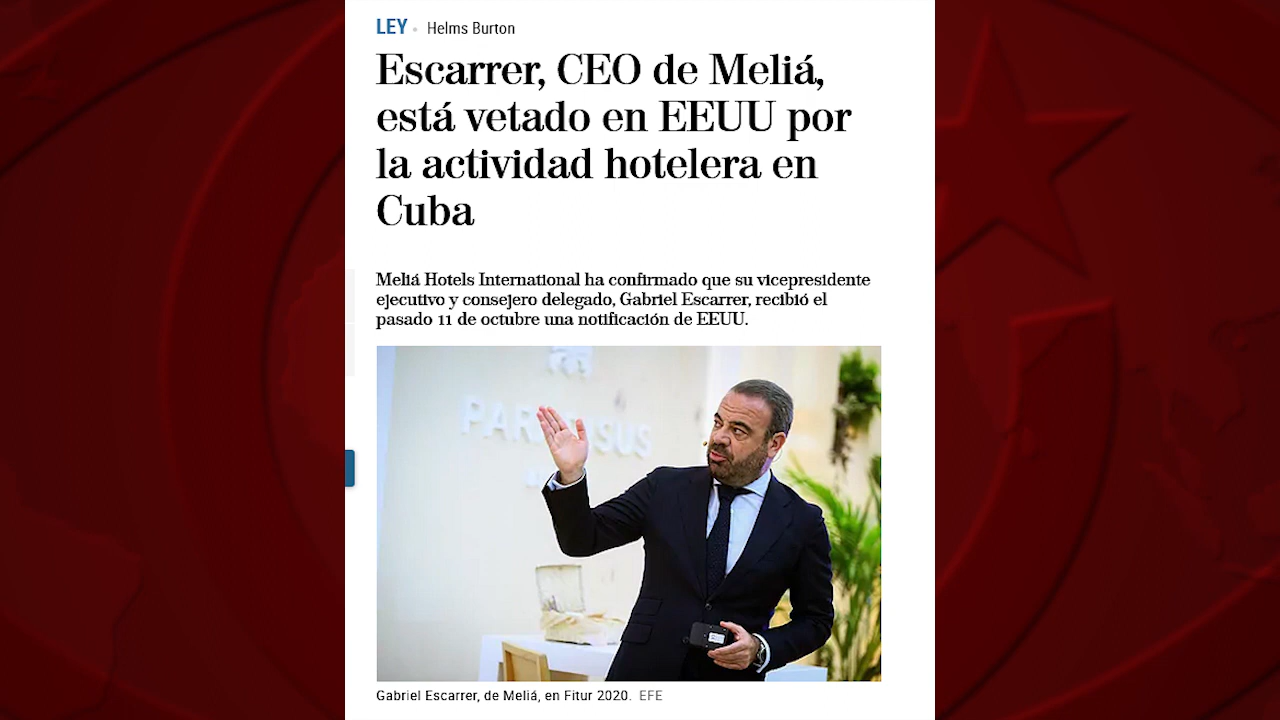 LEY • Helms Burton
Escarrer, CEO de Meliá,
está vetado en EEUU por
la actividad hotelera en
Cuba
Meliá Hotels International ha confirmado que su vicepresidente
ejecutivo y consejero delegado, Gabriel Escarrer, recibió el
pasado 11 de octubre una notificación de EEUU.
Gabriel Escarrer, de Meliá, en Fitur 2020. EFE